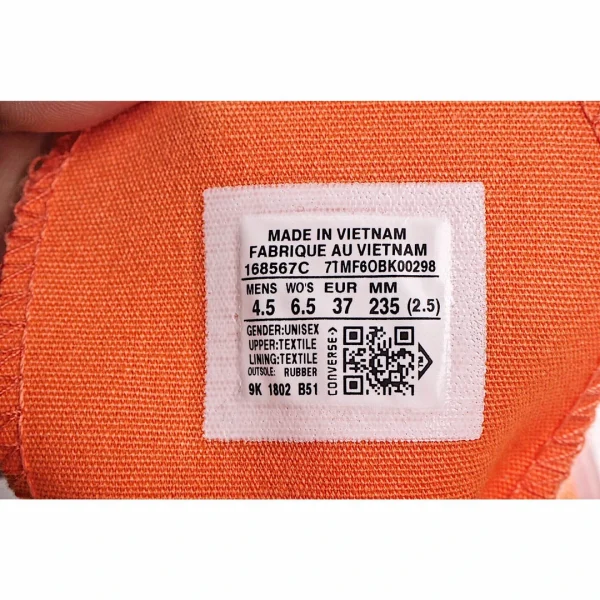 MADE IN VIETNAM
FABRIQUE AU VIETNAM
168567C 7TMF6OBK00298
MENS WO'S EUR MM
4.5 6.5 37 235 (2.5)
GENDER:UNISEX
UPPER:TEXTILE
LINING:TEXTILE
OUTSOLE: RUBBER
9K 1802 B51
CONVERSE